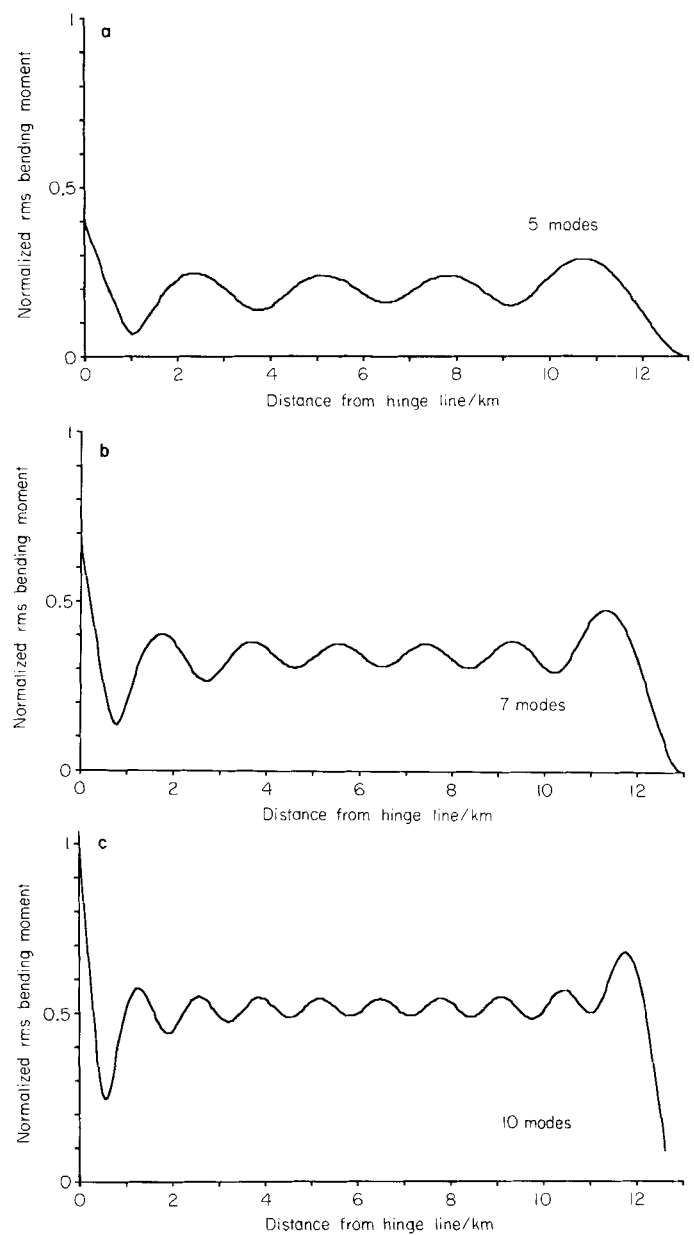 a
1
0.5
0
Normalized rms bending moment
5 modes
0 2 4 6 8 10 12
Distance from hinge line/km
b
1
0.5
0
Normalized rms bending moment
7 modes
0 2 4 6 8 10 12
Distance from hinge line/km
c
1
0.5
0
Normalized rms bending moment
10 modes
0 2 4 6 8 10 12
Distance from hinge line/km